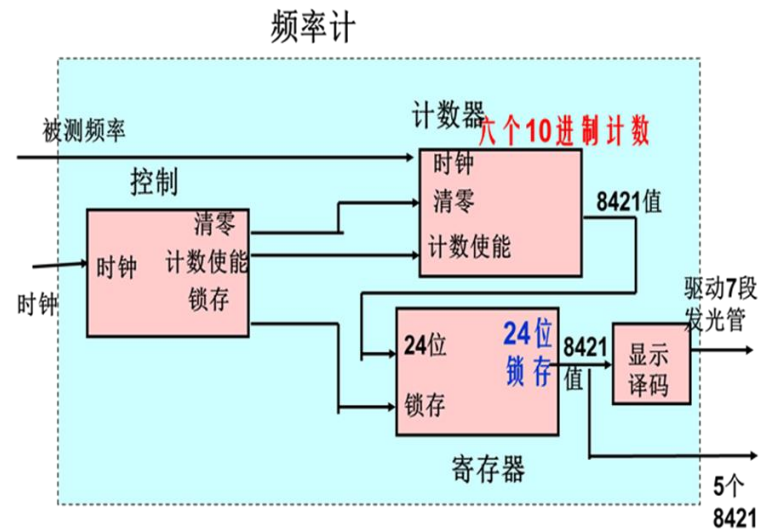 频率计
被测频率
计数器
六个10进制计数
时钟
清零
计数使能
8421值
控制
清零
时钟
计数使能
锁存
时钟
24位
24位
锁存
锁存
8421
值
显示
译码
驱动7段
发光管
寄存器
5个
8421